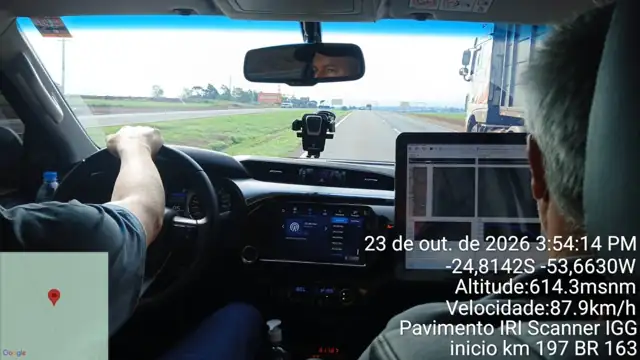 23 de out. de 2026 3:54:14 PM
-24,8142S -53,6630W
Altitude:614.3msnm
Velocidade:87.9km/h
Pavimento IRI Scanner IGG
inicio km 197 BR 163
Google